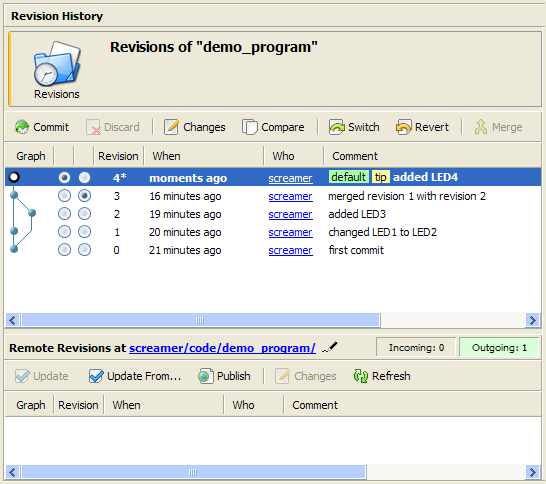 Revision History
Revisions of "demo_program"
Revisions
Commit Discard Changes Compare Switch Revert Merge
Graph Revision When Who Comment
4* moments ago screamer default tip added LED4
3 16 minutes ago screamer merged revision 1 with revision 2
2 19 minutes ago screamer added LED3
1 20 minutes ago screamer changed LED1 to LED2
0 21 minutes ago screamer first commit
Remote Revisions at screamer/code/demo_program/ Incoming: 0 Outgoing: 1
Update Update From... Publish Changes Refresh
Graph Revision When Who Comment